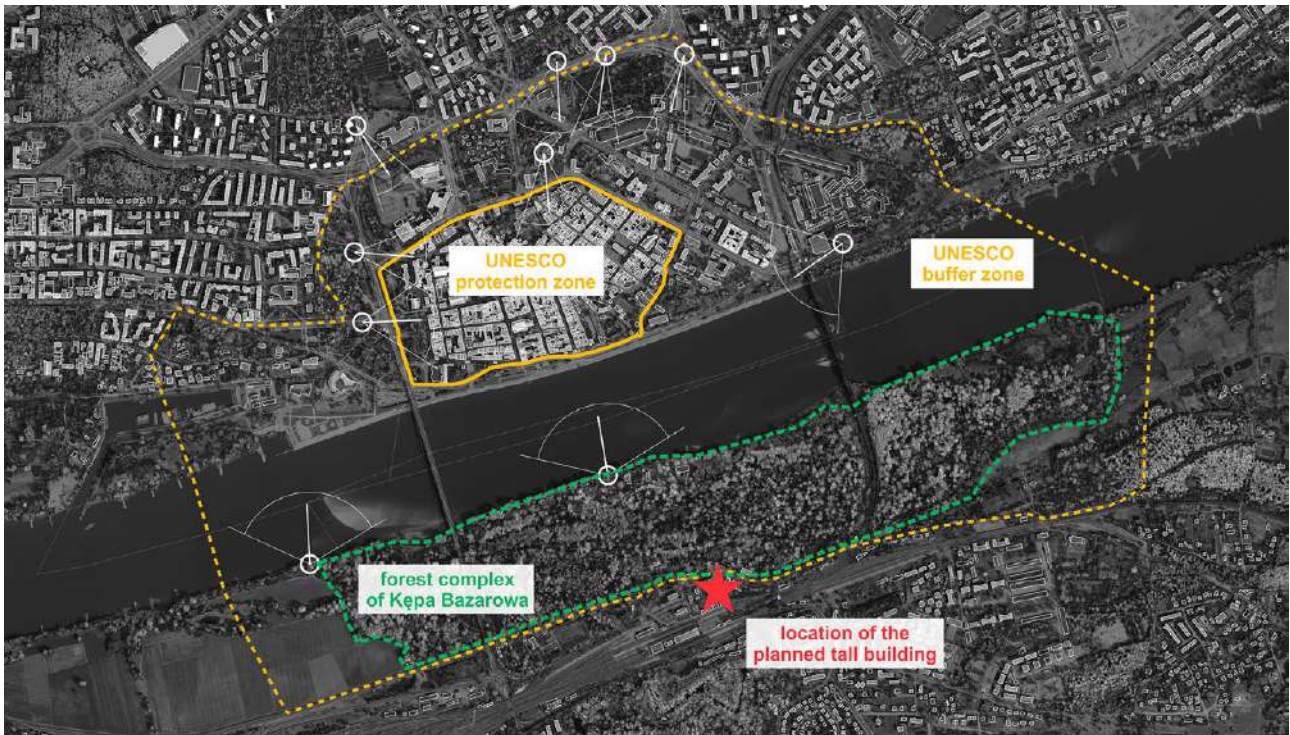 UNESCO
protection zone
UNESCO
buffer zone
forest complex
of Kępa Bazarowa
location of the
planned tall building